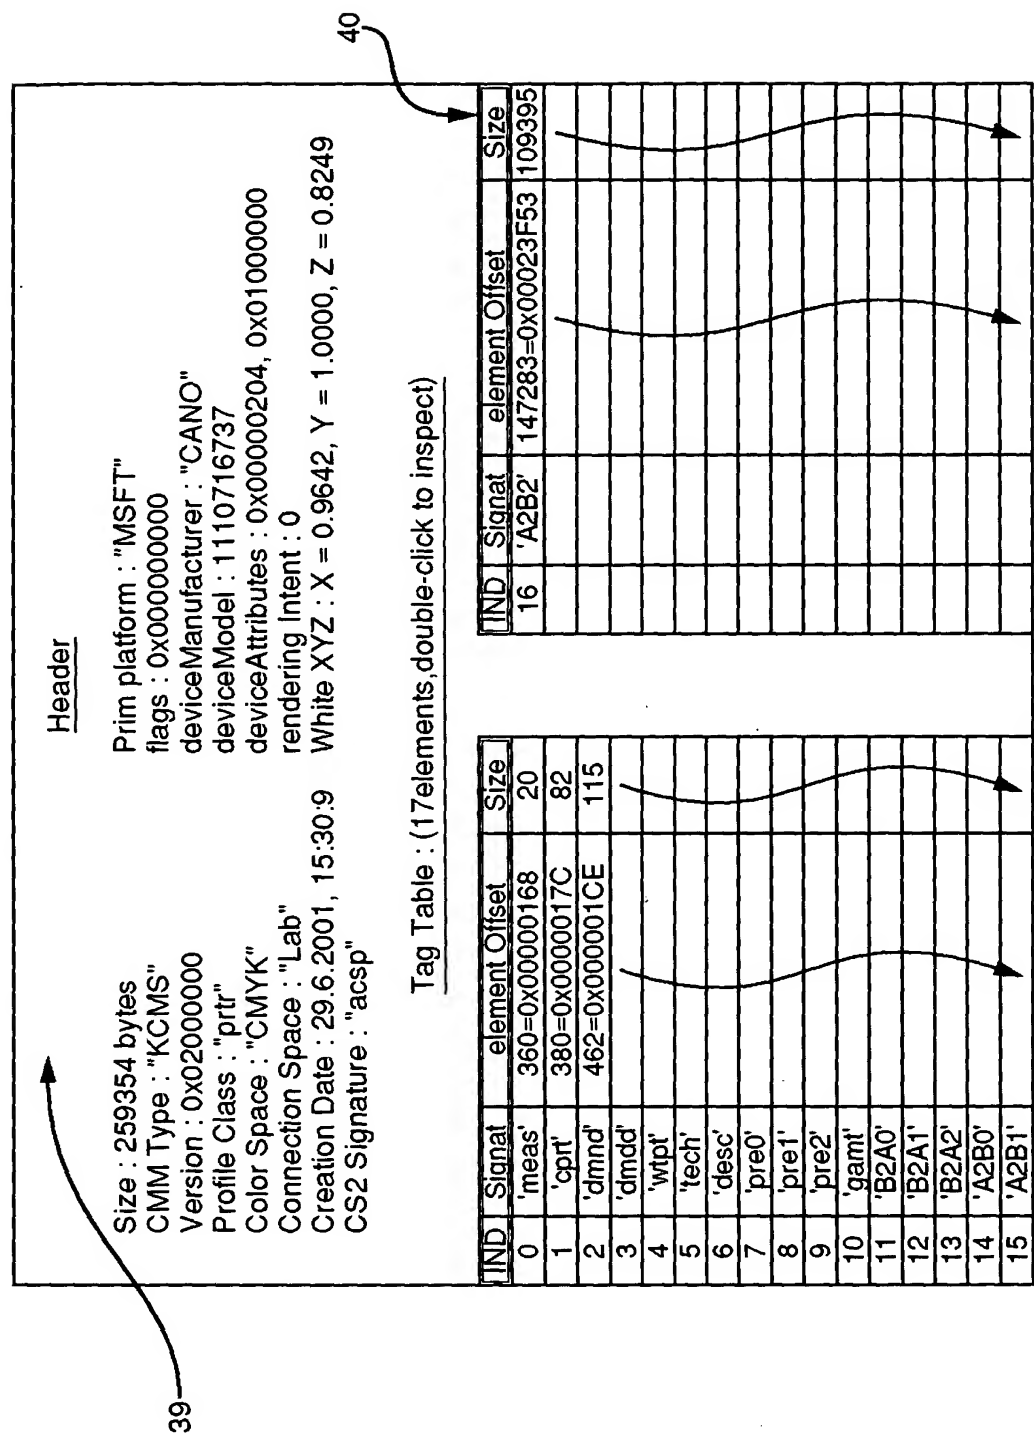 39
40
Header
Size : 259354 bytes
CMM Type : "KCMS"
Version : 0x02000000
Profile Class : "prtr"
Color Space : "CMYK"
Connection Space : "Lab"
Creation Date : 29.6.2001, 15:30:9
CS2 Signature : "acsp"
Prim platform : "MSFT"
flags : 0x00000000
deviceManufacturer : "CANO"
deviceModel : 1110716737
deviceAttributes : 0x00000204, 0x01000000
rendering Intent : 0
White XYZ : X = 0.9642, Y = 1.0000, Z = 0.8249
Tag Table : (17elements,double-click to inspect)
IND Signat element Offset Size
0 'meas' 360=0x00000168 20
1 'cprt' 380=0x0000017C 82
2 'dmnd' 462=0x000001CE 115
3 'dmdd'
4 'wtpt'
5 'tech'
6 'desc'
7 'pre0'
8 'pre1'
9 'pre2'
10 'gamt'
11 'B2A0'
12 'B2A1'
13 'B2A2'
14 'A2B0'
15 'A2B1'
IND Signat element Offset Size
16 'A2B2' 147283=0x00023F53 109395